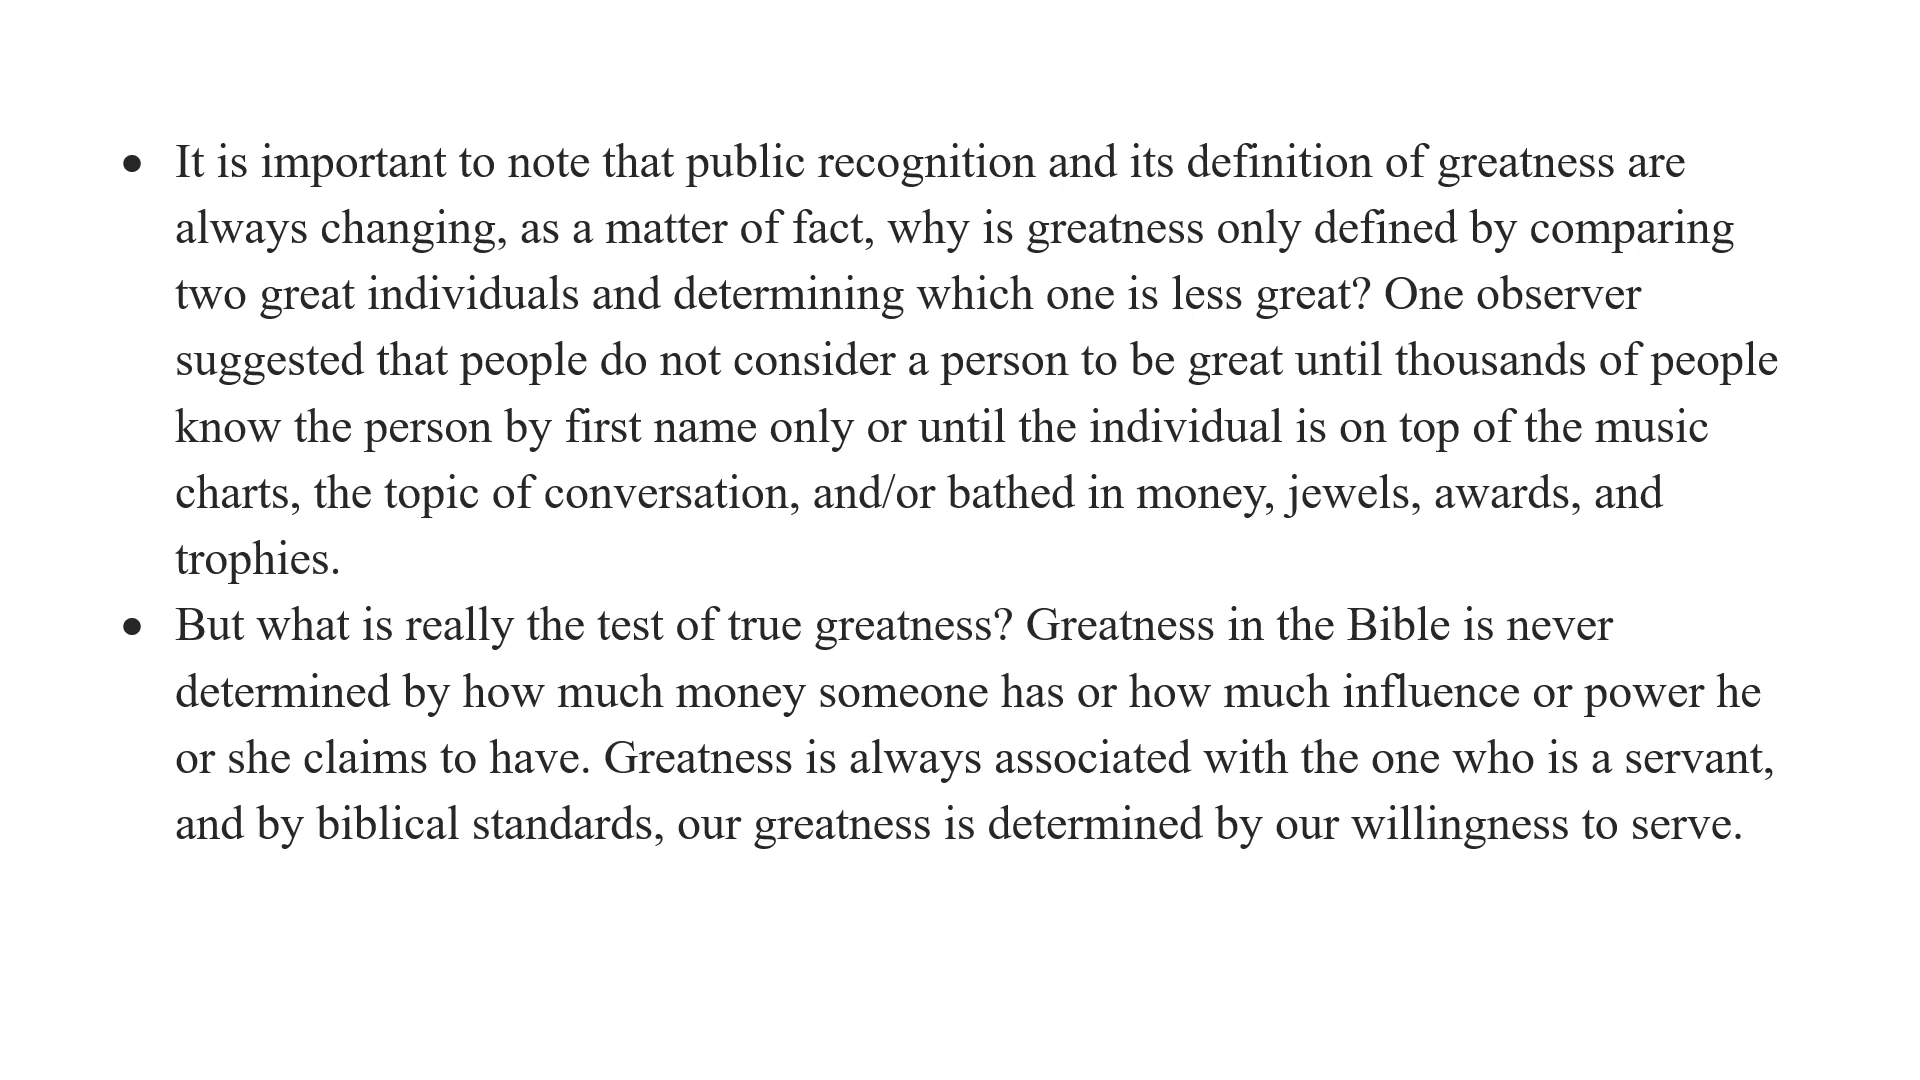 ● It is important to note that public recognition and its definition of greatness are
always changing, as a matter of fact, why is greatness only defined by comparing
two great individuals and determining which one is less great? One observer
suggested that people do not consider a person to be great until thousands of people
know the person by first name only or until the individual is on top of the music
charts, the topic of conversation, and/or bathed in money, jewels, awards, and
trophies.
● But what is really the test of true greatness? Greatness in the Bible is never
determined by how much money someone has or how much influence or power he
or she claims to have. Greatness is always associated with the one who is a servant,
and by biblical standards, our greatness is determined by our willingness to serve.